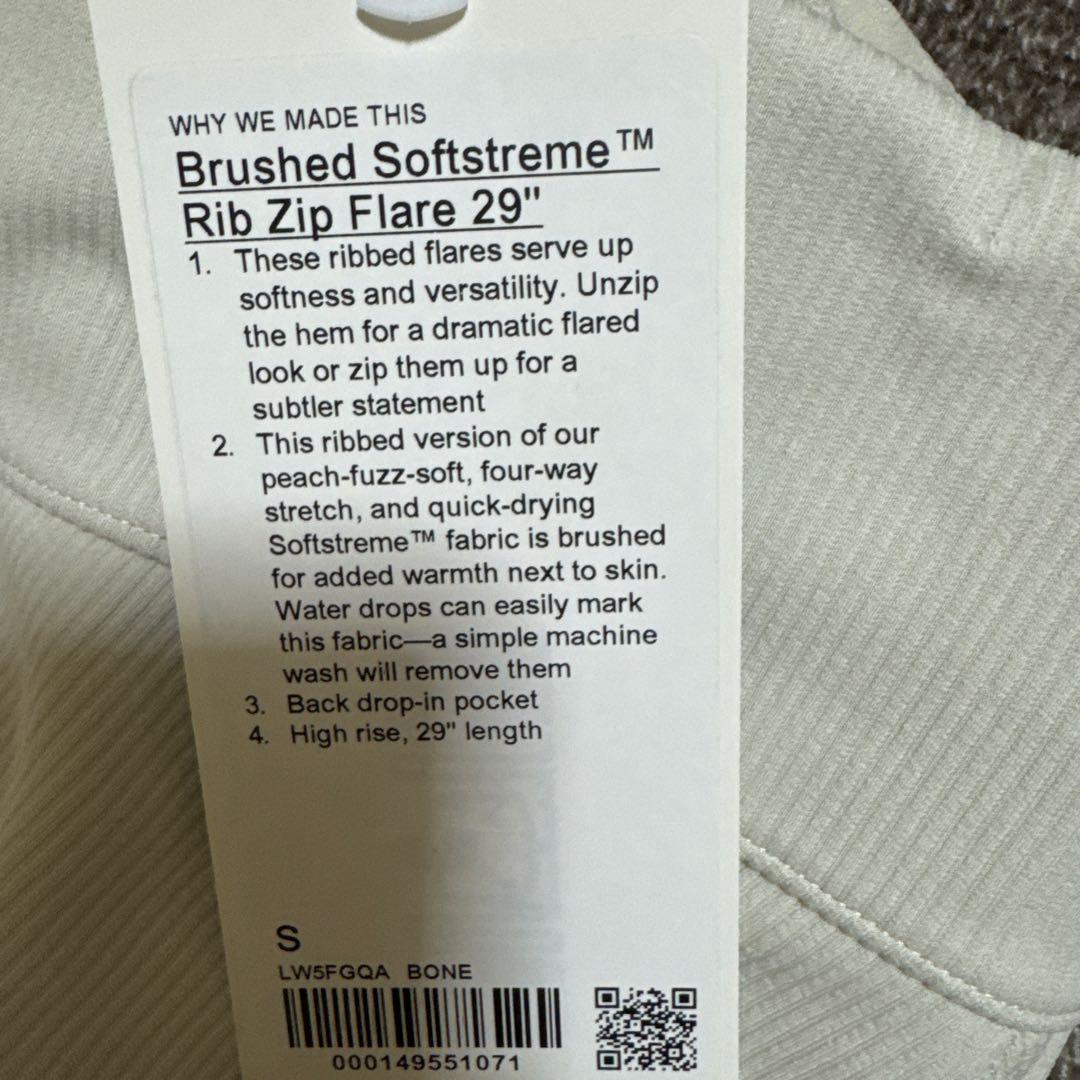 WHY WE MADE THIS
Brushed Softstreme™
Rib Zip Flare 29"
1. These ribbed flares serve up
softness and versatility. Unzip
the hem for a dramatic flared
look or zip them up for a
subtler statement
2. This ribbed version of our
peach-fuzz-soft, four-way
stretch, and quick-drying
Softstreme™ fabric is brushed
for added warmth next to skin.
Water drops can easily mark
this fabric—a simple machine
wash will remove them
3. Back drop-in pocket
4. High rise, 29" length
S
LW5FGQA BONE
000149551071